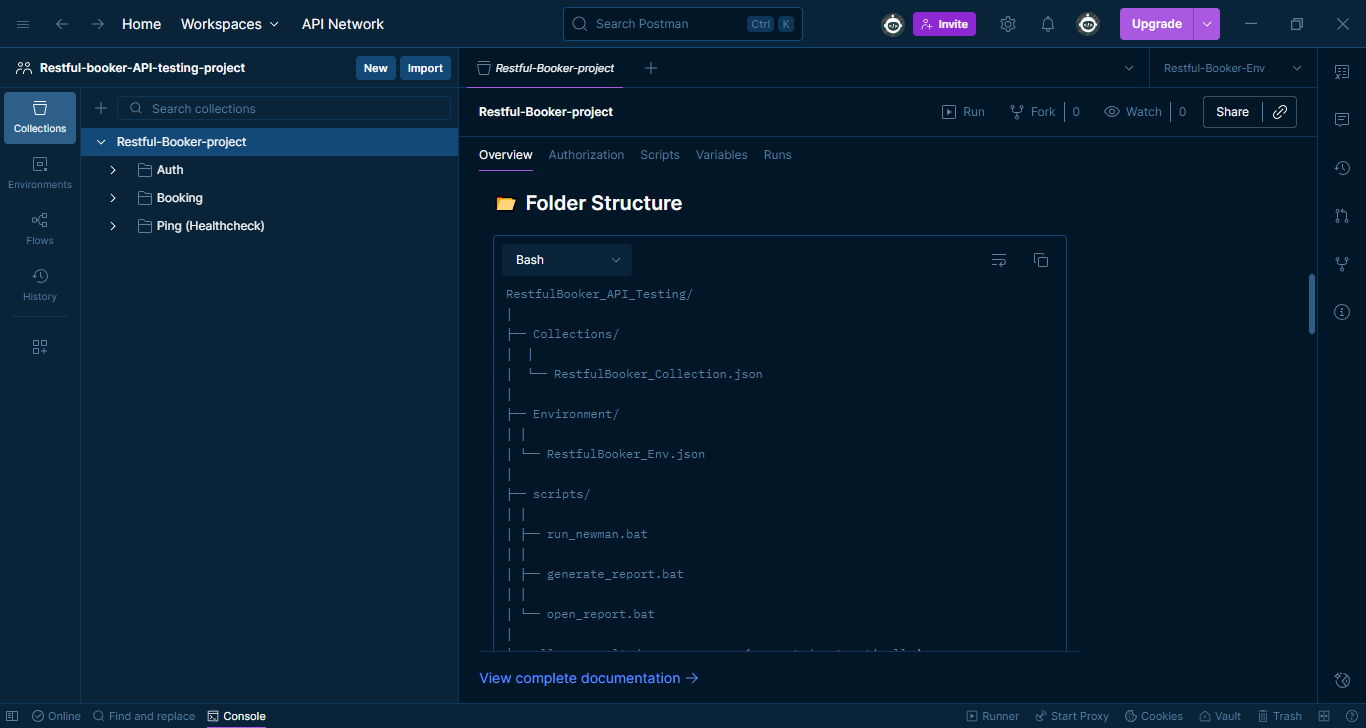 Home Workspaces API Network Search Postman Ctrl K Invite Upgrade
Restful-booker-API-testing-project New Import Restful-Booker-project Restful-Booker-Env
Collections
Environments
Flows
History
Search collections
Restful-Booker-project
Auth
Booking
Ping (Healthcheck)
Restful-Booker-project Run Fork 0 Watch 0 Share
Overview Authorization Scripts Variables Runs
Folder Structure
Bash
RestfulBooker_API_Testing/
│
├── Collections/
│ │
│ └── RestfulBooker_Collection.json
│
├── Environment/
│ │
│ └── RestfulBooker_Env.json
│
├── scripts/
│ │
│ ├── run_newman.bat
│ │
│ ├── generate_report.bat
│ │
│ └── open_report.bat
│
View complete documentation →
Online Find and replace Console Runner Start Proxy Cookies Vault Trash